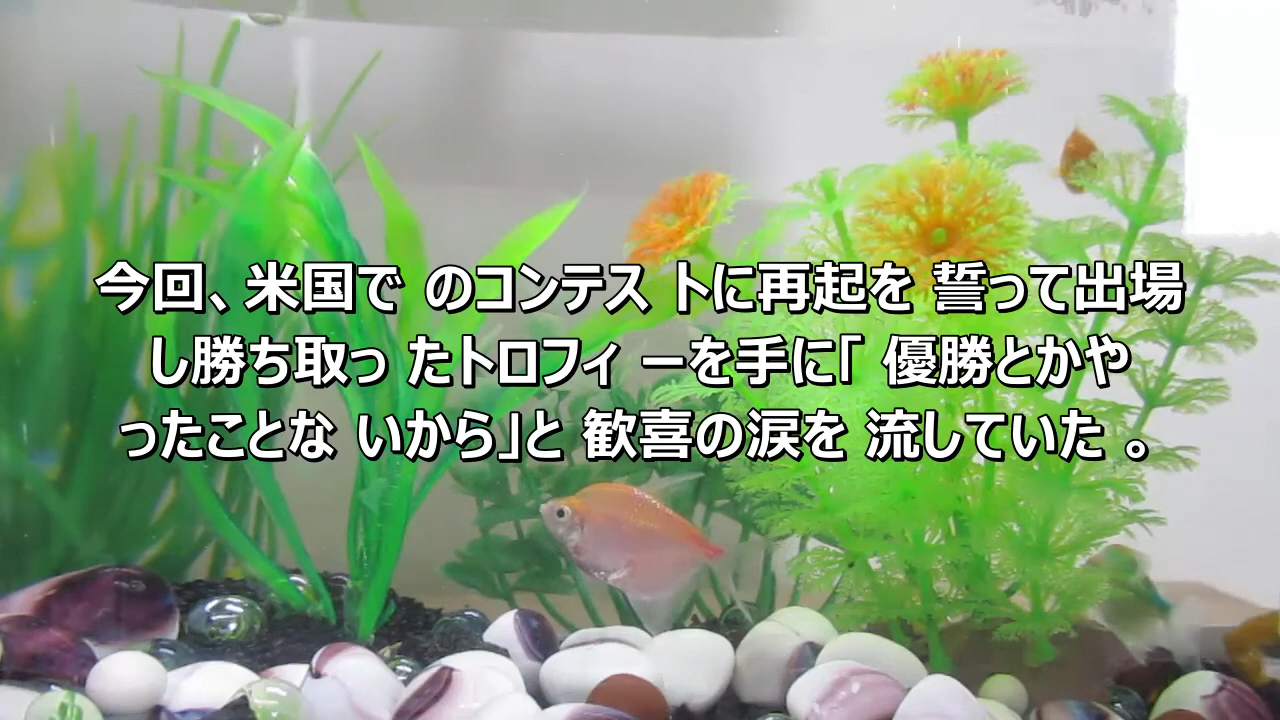 今回、米国で のコンテス トに再起を 誓って出場
し勝ち取っ たトロフィ ーを手に「 優勝とかや
ったことな いから」と 歓喜の涙を 流していた 。